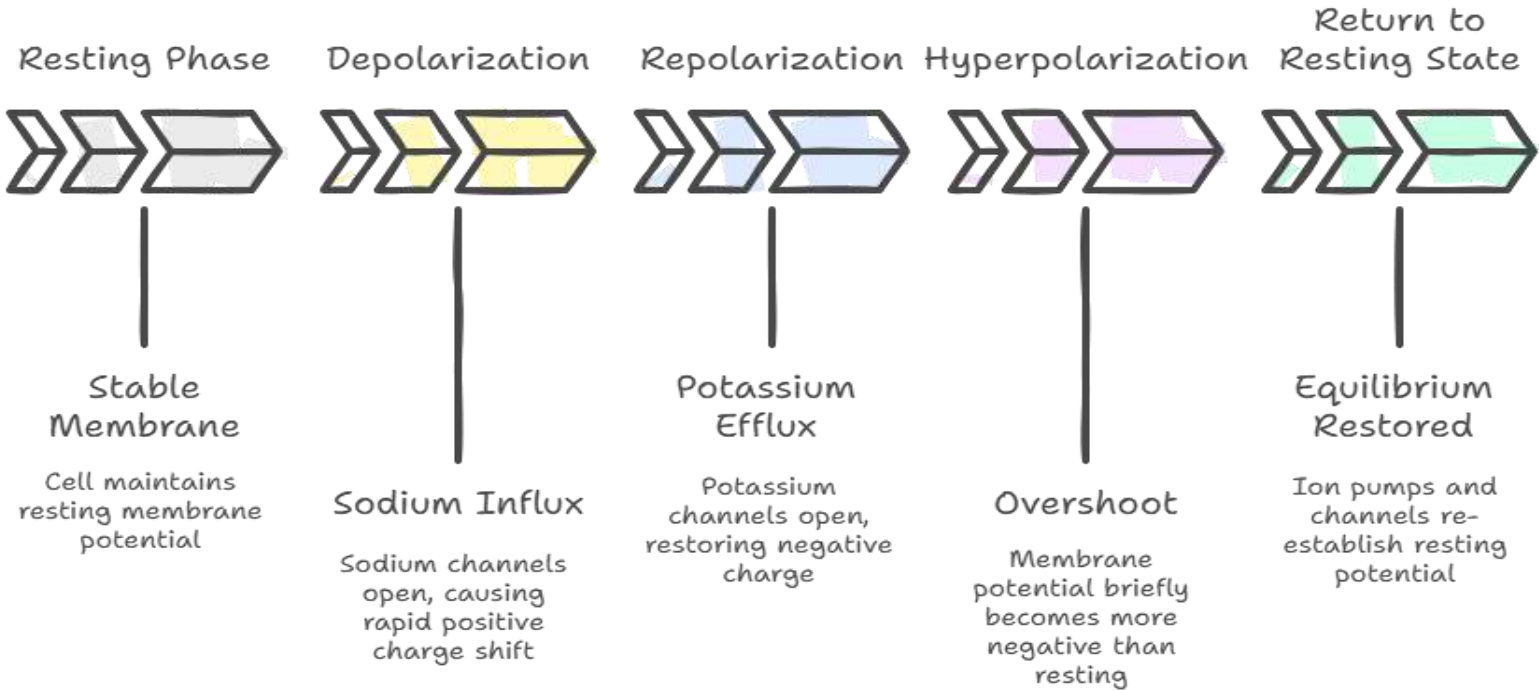 Resting Phase
Depolarization
Repolarization
Hyperpolarization
Return to
Resting State
Stable
Membrane
Cell maintains
resting membrane
potential
Sodium Influx
Sodium channels
open, causing
rapid positive
charge shift
Potassium
Efflux
Potassium
channels open,
restoring negative
charge
Overshoot
Membrane
potential briefly
becomes more
negative than
resting
Equilibrium
Restored
Ion pumps and
channels re-
establish resting
potential